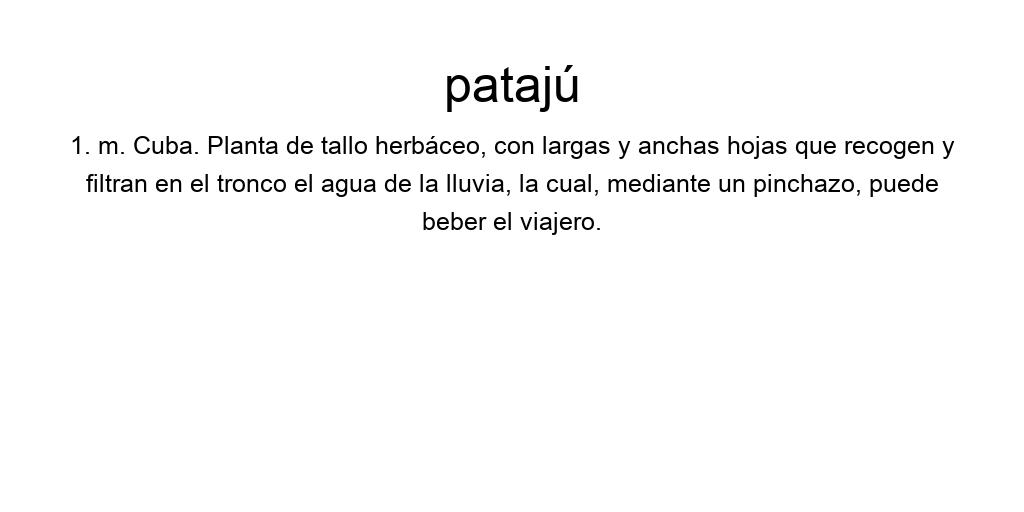 patajú
1. m. Cuba. Planta de tallo herbáceo, con largas y anchas hojas que recogen y
filtran en el tronco el agua de la lluvia, la cual, mediante un pinchazo, puede
beber el viajero.